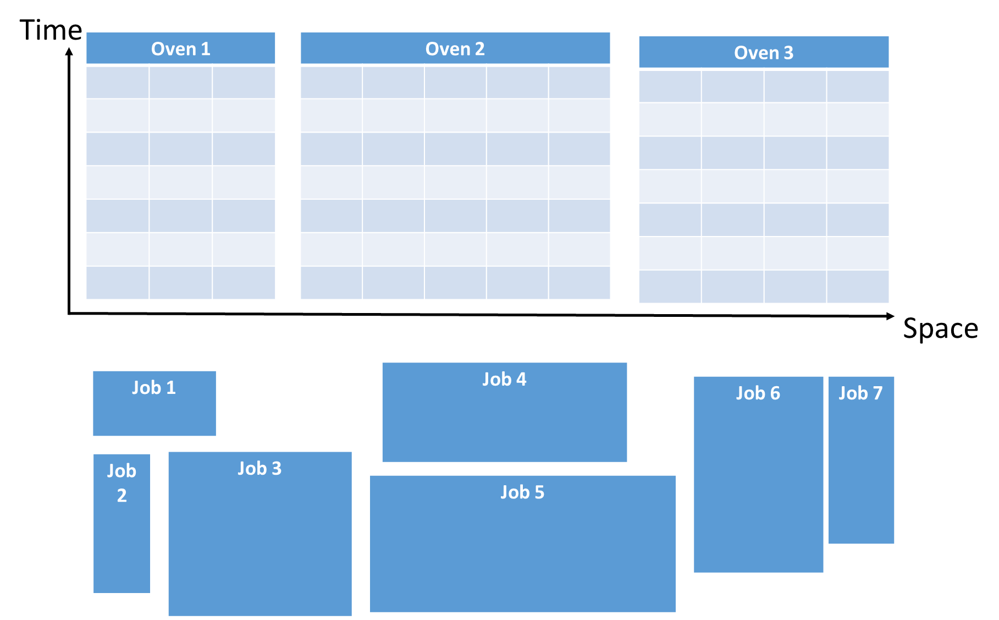 Time
Oven 1
Oven 2
Oven 3
Space
Job 1
Job 4
Job 6
Job 7
Job
2
Job 3
Job 5